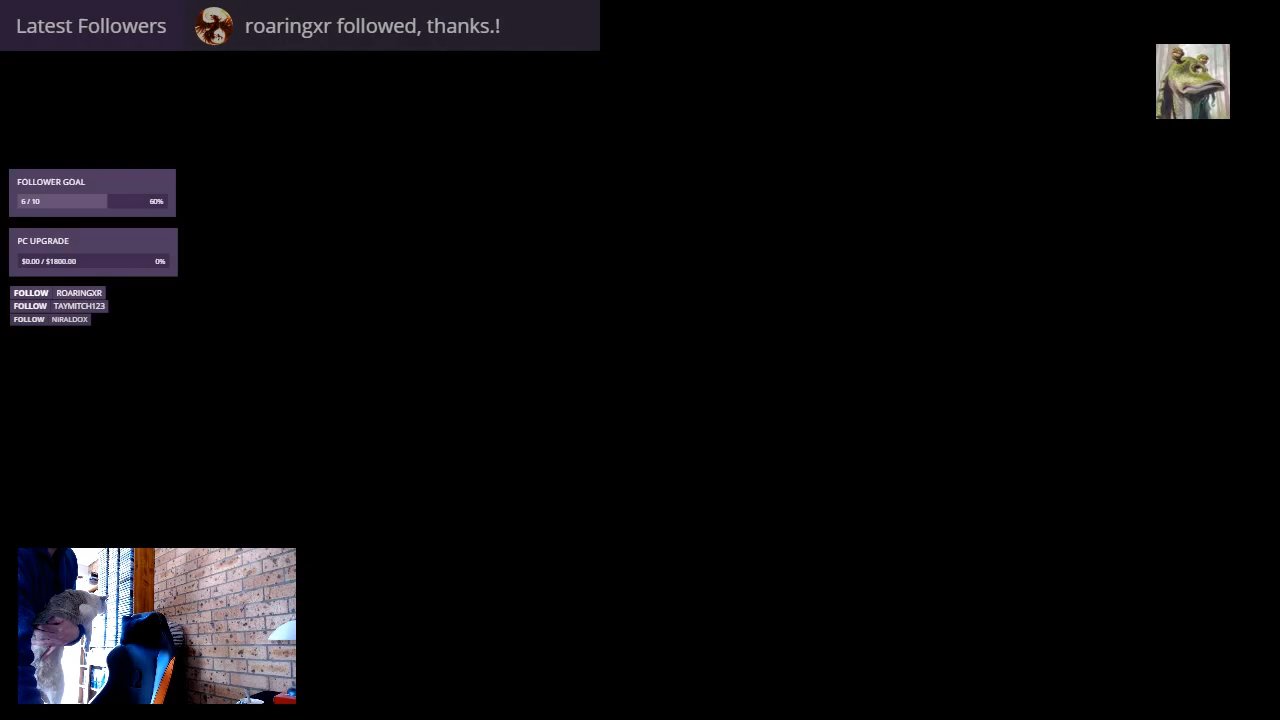 Latest Followers roaringxr followed, thanks.!
FOLLOWER GOAL
6 / 10 60%
PC UPGRADE
$0.00 / $1800.00 0%
FOLLOW ROARINGXR
FOLLOW TAYMITCH123
FOLLOW NIRALDOX